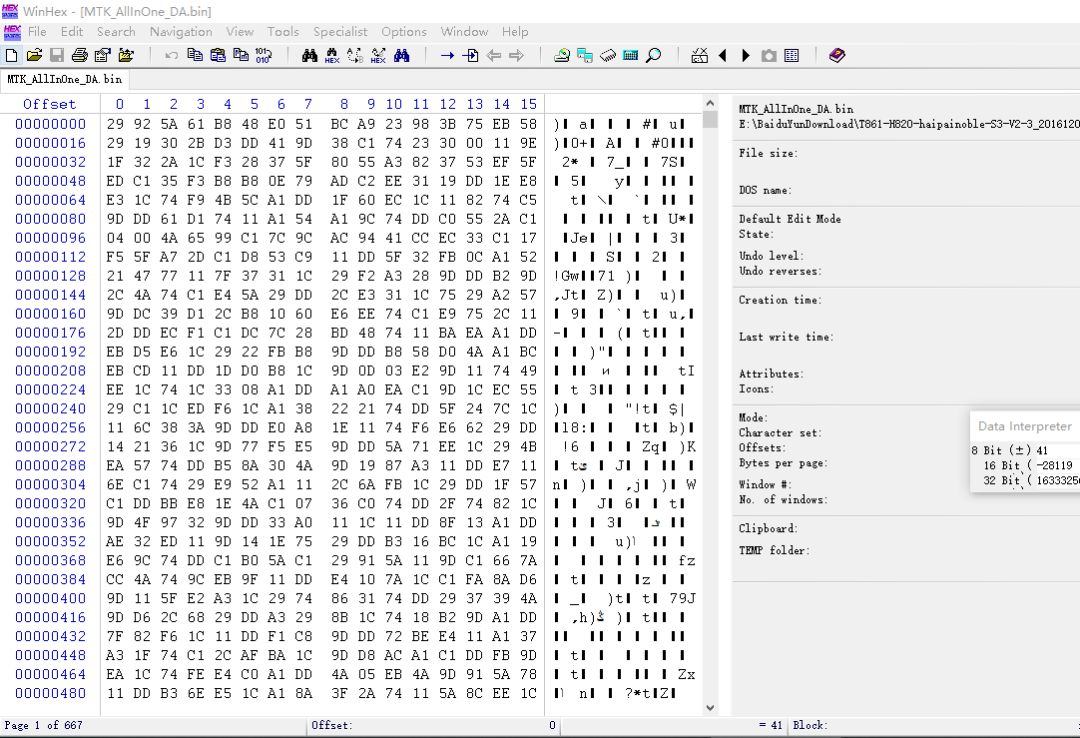 WinHex - [MTK_AllInOne_DA.bin]
File Edit Search Navigation View Tools Specialist Options Window Help
MTK_AllInOne_DA.bin
Offset 0 1 2 3 4 5 6 7 8 9 10 11 12 13 14 15
00000000 29 92 5A 61 B8 48 E0 51 BC A9 23 98 3B 75 EB 58
00000016 29 19 30 2B D3 DD 41 9D 38 C1 74 23 30 00 11 9E
00000032 1F 32 2A 1C F3 28 37 5F 80 55 A3 82 37 53 EF 5F
00000048 ED C1 35 F3 B8 B8 0E 79 AD C2 EE 31 19 DD 1E E8
00000064 E3 1C 74 F9 4B 5C A1 DD 1F 60 EC 1C 11 82 74 C5
00000080 9D DD 61 D1 74 11 A1 54 A1 9C 74 DD C0 55 2A C1
00000096 04 00 4A 65 99 C1 7C 9C AC 94 41 CC EC 33 C1 17
00000112 F5 5F A7 2D C1 D8 53 C9 11 DD 5F 32 FB 0C A1 52
00000128 21 47 77 11 7F 37 31 1C 29 F2 A3 28 9D DD B2 9D
00000144 2C 4A 74 C1 E4 5A 29 DD 2C E3 31 1C 75 29 A2 57
00000160 9D DC 39 D1 2C B8 10 60 E6 EE 74 C1 E9 75 2C 11
00000176 2D DD EC F1 C1 DC 7C 28 BD 48 74 11 BA EA A1 DD
00000192 EB D5 E6 1C 29 22 FB B8 9D DD B8 58 D0 4A A1 BC
00000208 EB CD 11 DD 1D D0 B8 1C 9D 0D 03 E2 9D 11 74 49
00000224 EE 1C 74 1C 33 08 A1 DD A1 A0 EA C1 9D 1C EC 55
00000240 29 C1 1C ED F6 1C A1 38 22 21 74 DD 5F 24 7C 1C
00000256 11 6C 38 3A 9D DD E0 A8 1E 11 74 F6 E6 62 29 DD
00000272 14 21 36 1C 9D 77 F5 E5 9D DD 5A 71 EE 1C 29 4B
00000288 EA 57 74 DD B5 8A 30 4A 9D 19 87 A3 11 DD E7 11
00000304 6E C1 74 29 E9 52 A1 11 2C 6A FB 1C 29 DD 1F 57
00000320 C1 DD BB E8 1E 4A C1 07 36 C0 74 DD 2F 74 82 1C
00000336 9D 4F 97 32 9D DD 33 A0 11 1C 11 DD 8F 13 A1 DD
00000352 AE 32 ED 11 9D 14 1E 75 29 DD B3 16 BC 1C A1 19
00000368 E6 9C 74 DD C1 B0 5A C1 29 91 5A 11 9D C1 66 7A
00000384 CC 4A 74 9C EB 9F 11 DD E4 10 7A 1C C1 FA 8A D6
00000400 9D 11 5F E2 A3 1C 29 74 86 31 74 DD 29 37 39 4A
00000416 9D D6 2C 68 29 DD A3 29 8B 1C 74 18 B2 9D A1 DD
00000432 7F 82 F6 1C 11 DD F1 C8 9D DD 72 BE E4 11 A1 37
00000448 A3 1F 74 C1 2C AF BA 1C 9D D8 AC A1 C1 DD FB 9D
00000464 EA 1C 74 FE E4 C0 A1 DD 4A 05 EB 4A 9D 91 5A 78
00000480 11 DD B3 6E E5 1C A1 8A 3F 2A 74 11 5A 8C EE 1C
MTK_AllInOne_DA.bin
E:\BaiduYunDownload\T861-H820-haipainoble-S3-V2-3_2016120
File size:
DOS name:
Default Edit Mode
State:
Undo level:
Undo reverses:
Creation time:
Last write time:
Attributes:
Icons:
Mode:
Character set:
Offsets:
Bytes per page:
Window #:
No. of windows:
Clipboard:
TEMP folder:
Data Interpreter
8 Bit (±) 41
16 Bit ( -28119
32 Bit ( 1633325
Page 1 of 667 Offset: 0 = 41 Block: